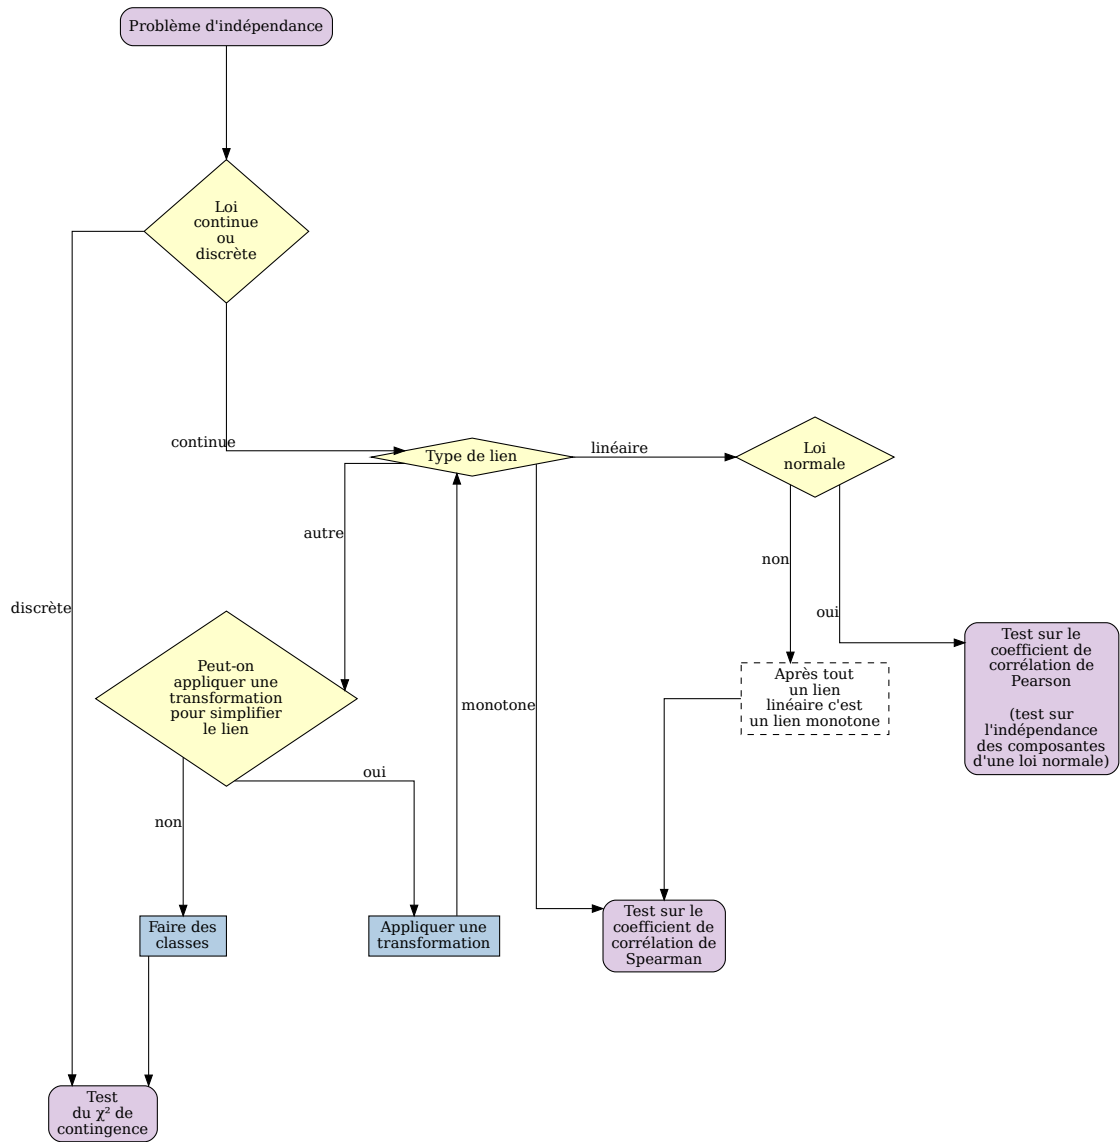 Problème d'indépendance
Loi
continue
ou
discrète
continue
Type de lien
linéaire
Loi
normale
autre
non
oui
discrète
Peut-on
appliquer une
transformation
pour simplifier
le lien
monotone
Après tout
un lien
linéaire c'est
un lien monotone
Test sur le
coefficient de
corrélation de
Pearson
(test sur
l'indépendance
des composantes
d'une loi normale)
oui
non
Faire des
classes
Appliquer une
transformation
Test sur le
coefficient de
corrélation de
Spearman
Test
du χ² de
contingence